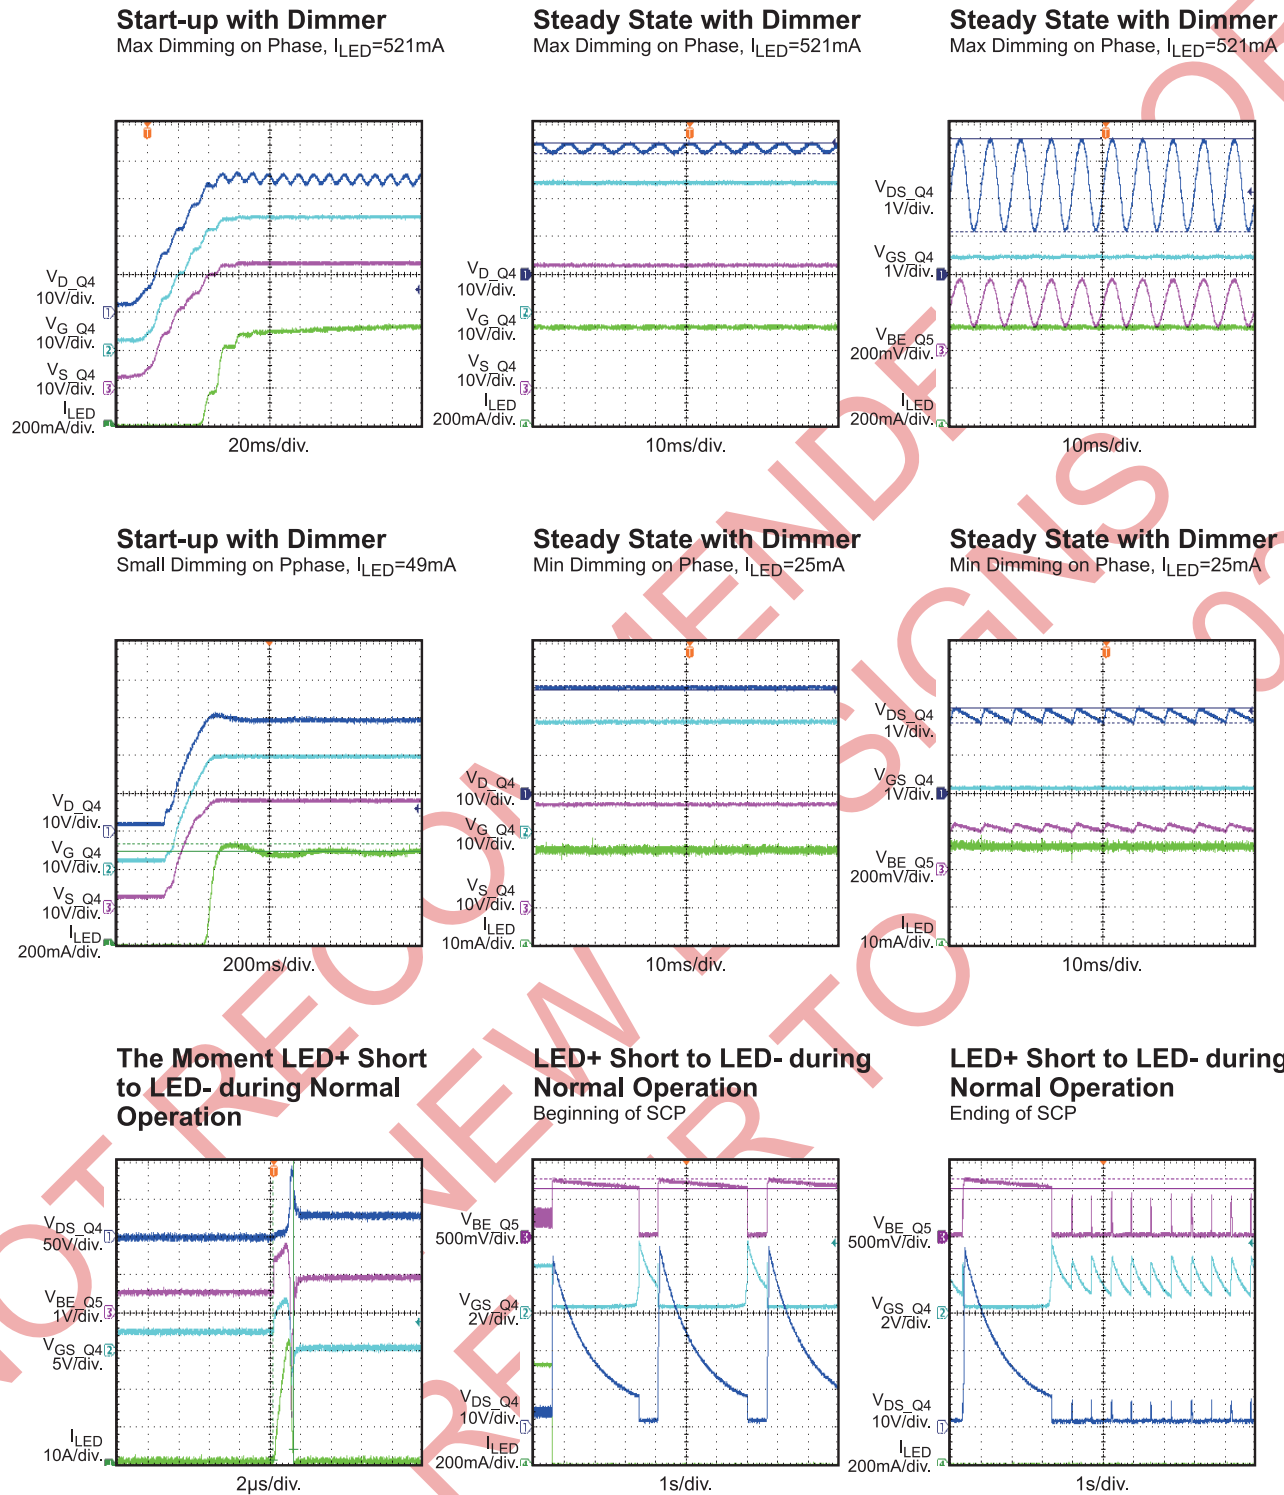 Start-up with Dimmer
Max Dimming on Phase, ILED=521mA
VD_Q4
10V/div.
VG_Q4
10V/div.
VS_Q4
10V/div.
ILED
200mA/div.
20ms/div.
Steady State with Dimmer
Max Dimming on Phase, ILED=521mA
VD_Q4
10V/div.
VG_Q4
10V/div.
VS_Q4
10V/div.
ILED
200mA/div.
10ms/div.
Steady State with Dimmer
Max Dimming on Phase, ILED=521mA
VDS_Q4
1V/div.
VGS_Q4
1V/div.
VBE_Q5
200mV/div.
ILED
200mA/div.
10ms/div.
Start-up with Dimmer
Small Dimming on Pphase, ILED=49mA
VD_Q4
10V/div.
VG_Q4
10V/div.
VS_Q4
10V/div.
ILED
200mA/div.
200ms/div.
Steady State with Dimmer
Min Dimming on Phase, ILED=25mA
VD_Q4
10V/div.
VG_Q4
10V/div.
VS_Q4
10V/div.
ILED
10mA/div.
10ms/div.
Steady State with Dimmer
Min Dimming on Phase, ILED=25mA
VDS_Q4
1V/div.
VGS_Q4
1V/div.
VBE_Q5
200mV/div.
ILED
10mA/div.
10ms/div.
The Moment LED+ Short
to LED- during Normal
Operation
VDS_Q4
50V/div.
VBE_Q5
1V/div.
VGS_Q4
5V/div.
ILED
10A/div.
2µs/div.
LED+ Short to LED- during
Normal Operation
Beginning of SCP
VBE_Q5
500mV/div.
VGS_Q4
2V/div.
VDS_Q4
10V/div.
ILED
200mA/div.
1s/div.
LED+ Short to LED- during
Normal Operation
Ending of SCP
VBE_Q5
500mV/div.
VGS_Q4
2V/div.
VDS_Q4
10V/div.
ILED
200mA/div.
1s/div.